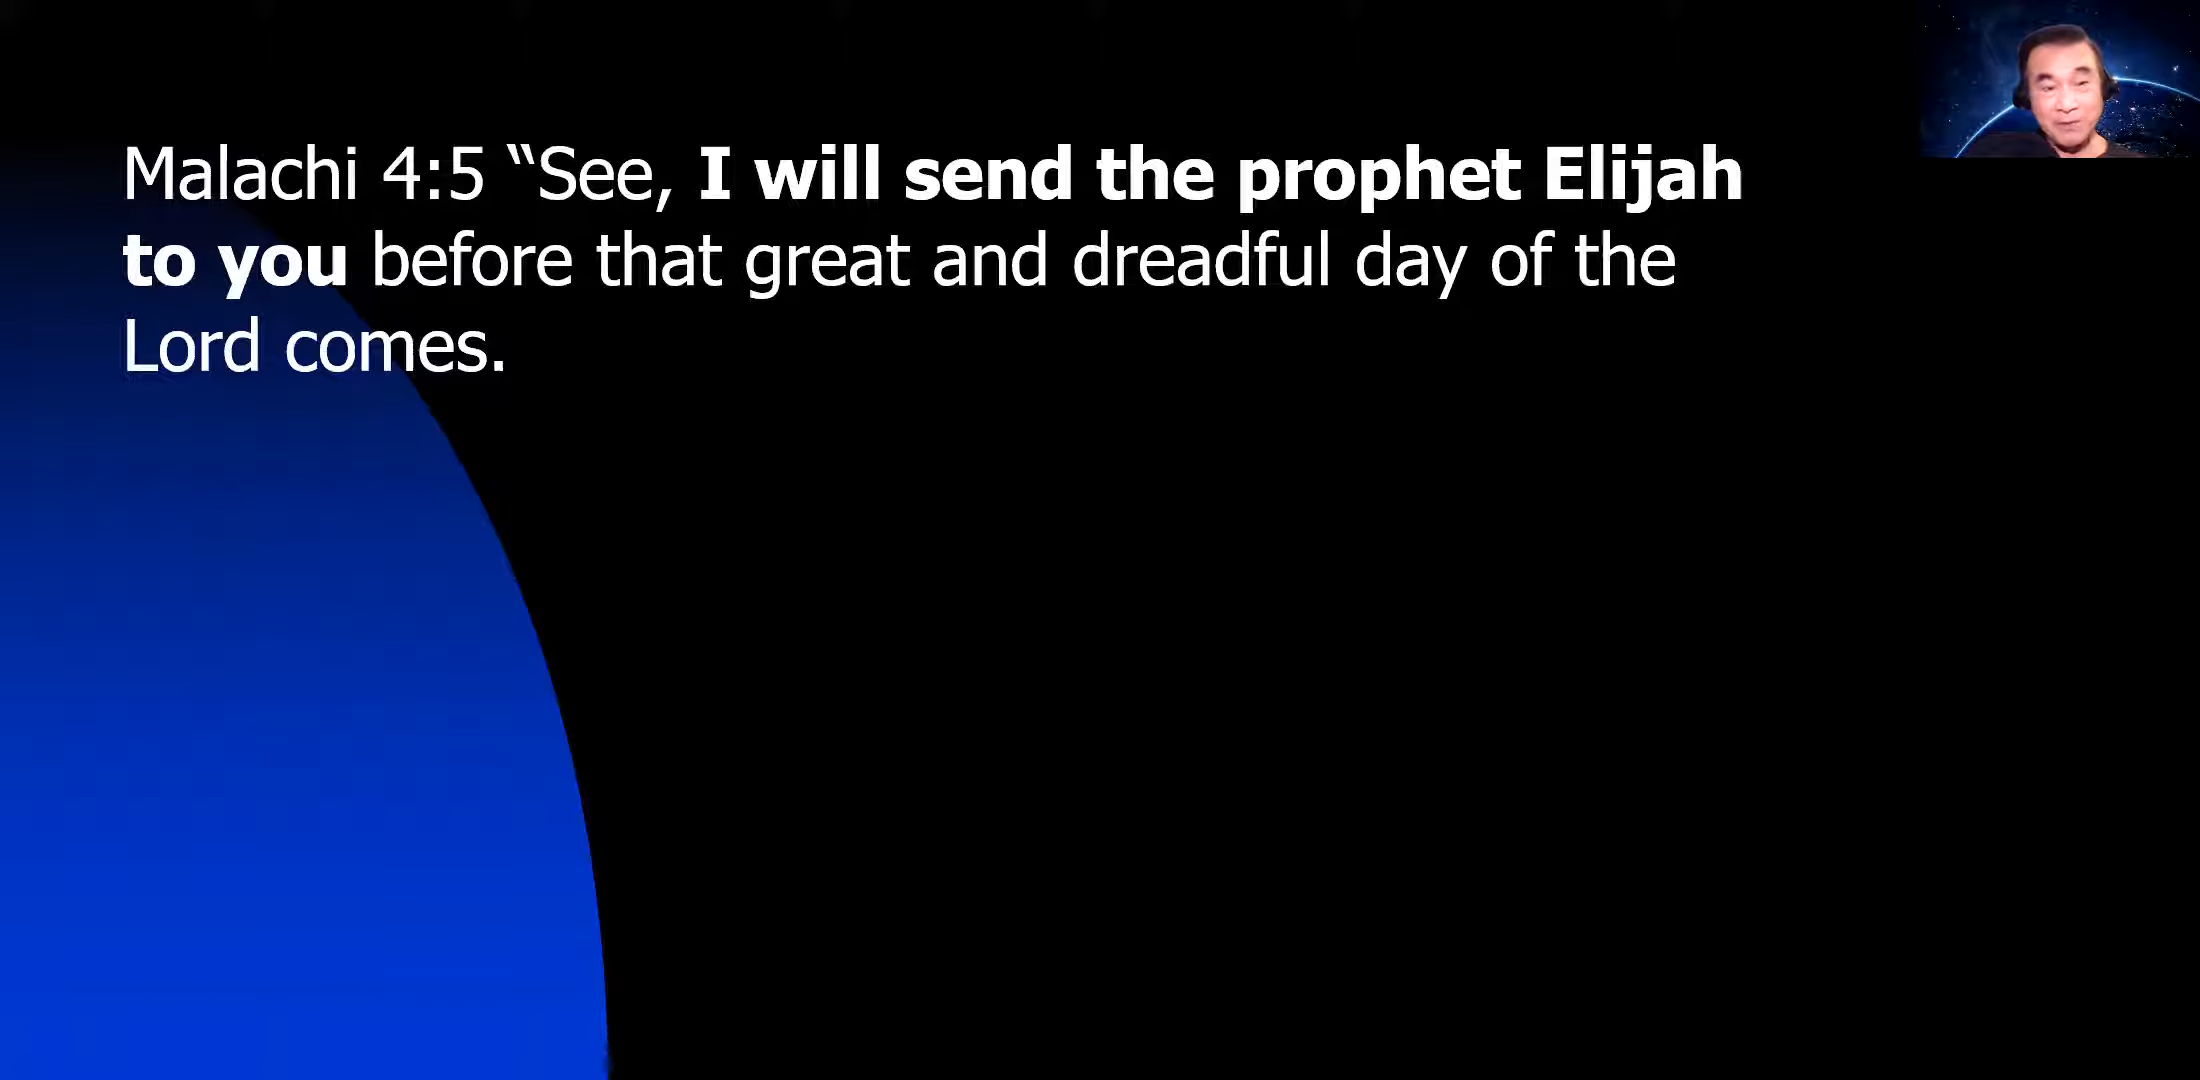 Malachi 4:5 “See, I will send the prophet Elijah
to you before that great and dreadful day of the
Lord comes.